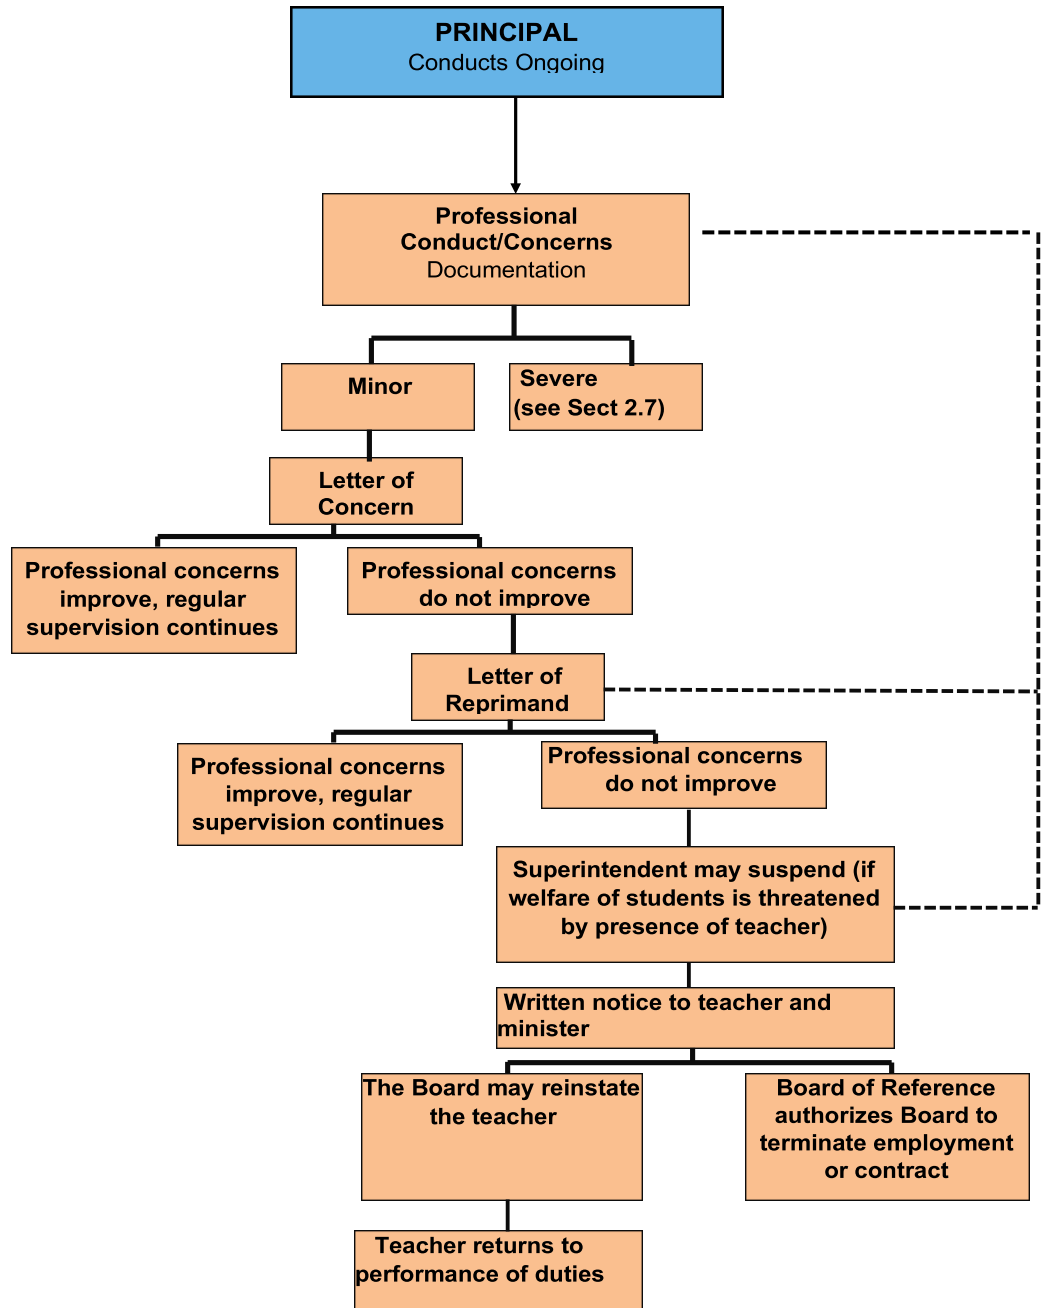 PRINCIPAL
Conducts Ongoing
Professional
Conduct/Concerns
Documentation
Minor
Severe
(see Sect 2.7)
Letter of
Concern
Professional concerns
improve, regular
supervision continues
Professional concerns
do not improve
Letter of
Reprimand
Professional concerns
improve, regular
supervision continues
Professional concerns
do not improve
Superintendent may suspend (if
welfare of students is threatened
by presence of teacher)
Written notice to teacher and
minister
The Board may reinstate
the teacher
Board of Reference
authorizes Board to
terminate employment
or contract
Teacher returns to
performance of duties